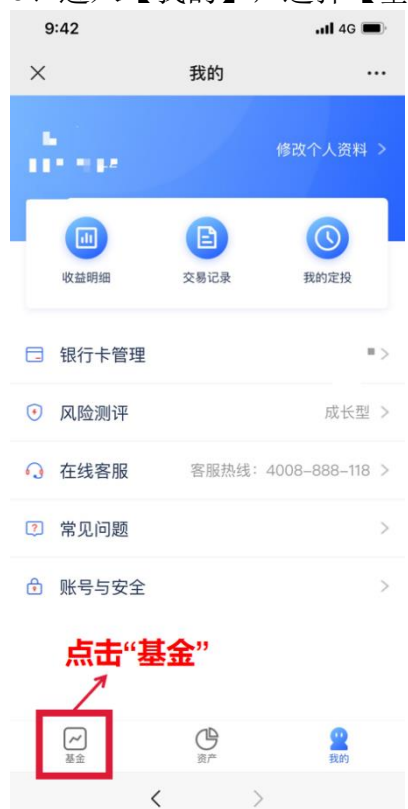 9:42
4G
我的
修改个人资料
收益明细
交易记录
我的定投
银行卡管理
风险测评
成长型
在线客服
客服热线：4008-888-118
常见问题
账号与安全
点击“基金”
基金
资产
我的